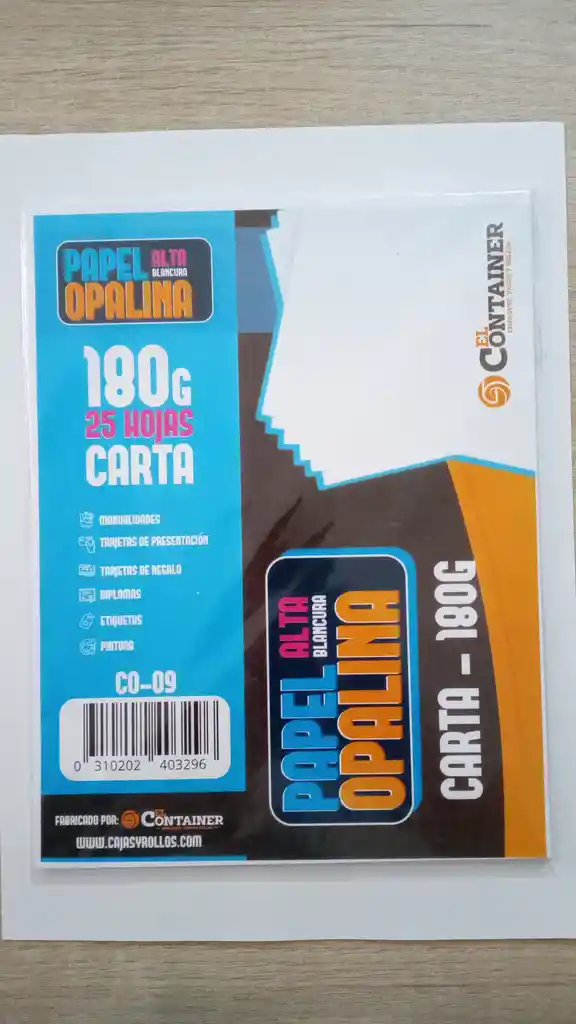 PAPEL ALTA
BLANCURA
OPALINA
180G
25 HOJAS
CARTA
MANUALIDADES
TARJETAS DE PRESENTACIÓN
TARJETAS DE REGALO
DIPLOMAS
ETIQUETAS
PINTURA
CO-09
0 310202 403296
FABRICADO POR: EL CONTAINER
WWW.CAJASYROLLOS.COM
EL
CONTAINER
PAPEL ALTA
BLANCURA
OPALINA
CARTA - 180G